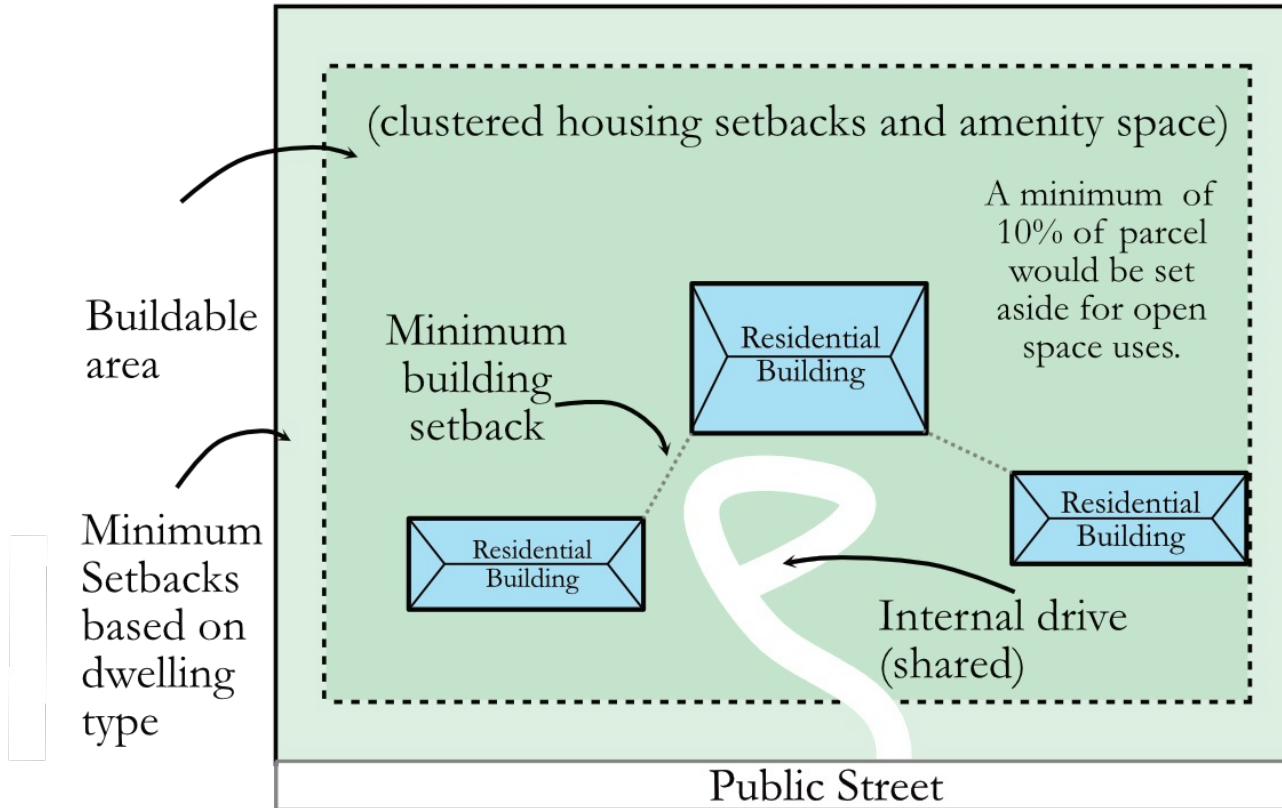 (clustered housing setbacks and amenity space)
A minimum of
10% of parcel
would be set
aside for open
space uses.
Buildable
area
Minimum
building
setback
Residential
Building
Residential
Building
Residential
Building
Minimum
Setbacks
based on
dwelling
type
Internal drive
(shared)
Public Street